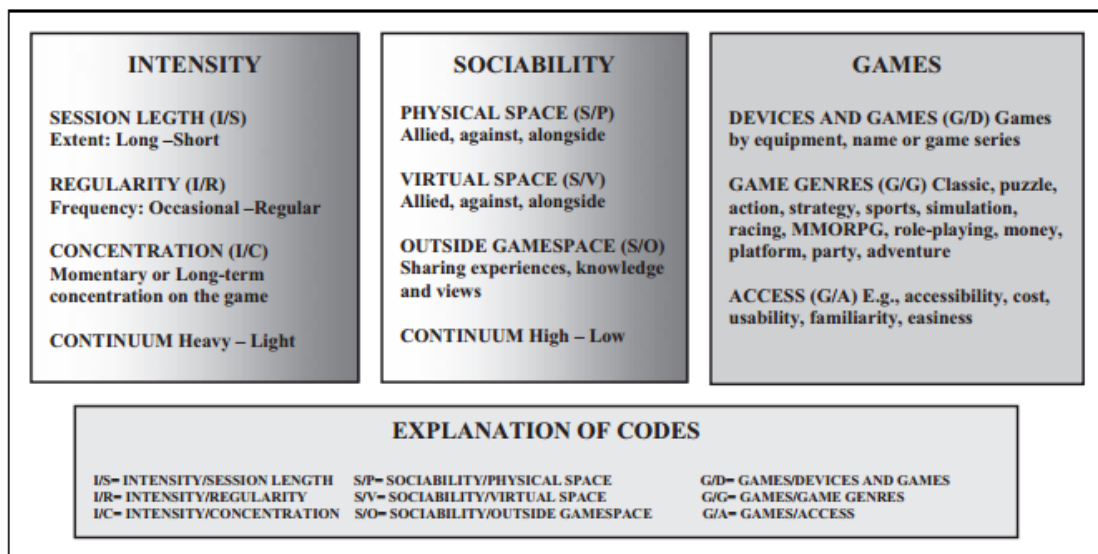 INTENSITY
SESSION LEGTH (I/S)
Extent: Long –Short
REGULARITY (I/R)
Frequency: Occasional –Regular
CONCENTRATION (I/C)
Momentary or Long-term
concentration on the game
CONTINUUM Heavy – Light
SOCIABILITY
PHYSICAL SPACE (S/P)
Allied, against, alongside
VIRTUAL SPACE (S/V)
Allied, against, alongside
OUTSIDE GAMESPACE (S/O)
Sharing experiences, knowledge
and views
CONTINUUM High – Low
GAMES
DEVICES AND GAMES (G/D) Games
by equipment, name or game series
GAME GENRES (G/G) Classic, puzzle,
action, strategy, sports, simulation,
racing, MMORPG, role-playing, money,
platform, party, adventure
ACCESS (G/A) E.g., accessibility, cost,
usability, familiarity, easiness
EXPLANATION OF CODES
I/S= INTENSITY/SESSION LENGTH
I/R= INTENSITY/REGULARITY
I/C= INTENSITY/CONCENTRATION
S/P= SOCIABILITY/PHYSICAL SPACE
S/V= SOCIABILITY/VIRTUAL SPACE
S/O= SOCIABILITY/OUTSIDE GAMESPACE
G/D= GAMES/DEVICES AND GAMES
G/G= GAMES/GAME GENRES
G/A= GAMES/ACCESS